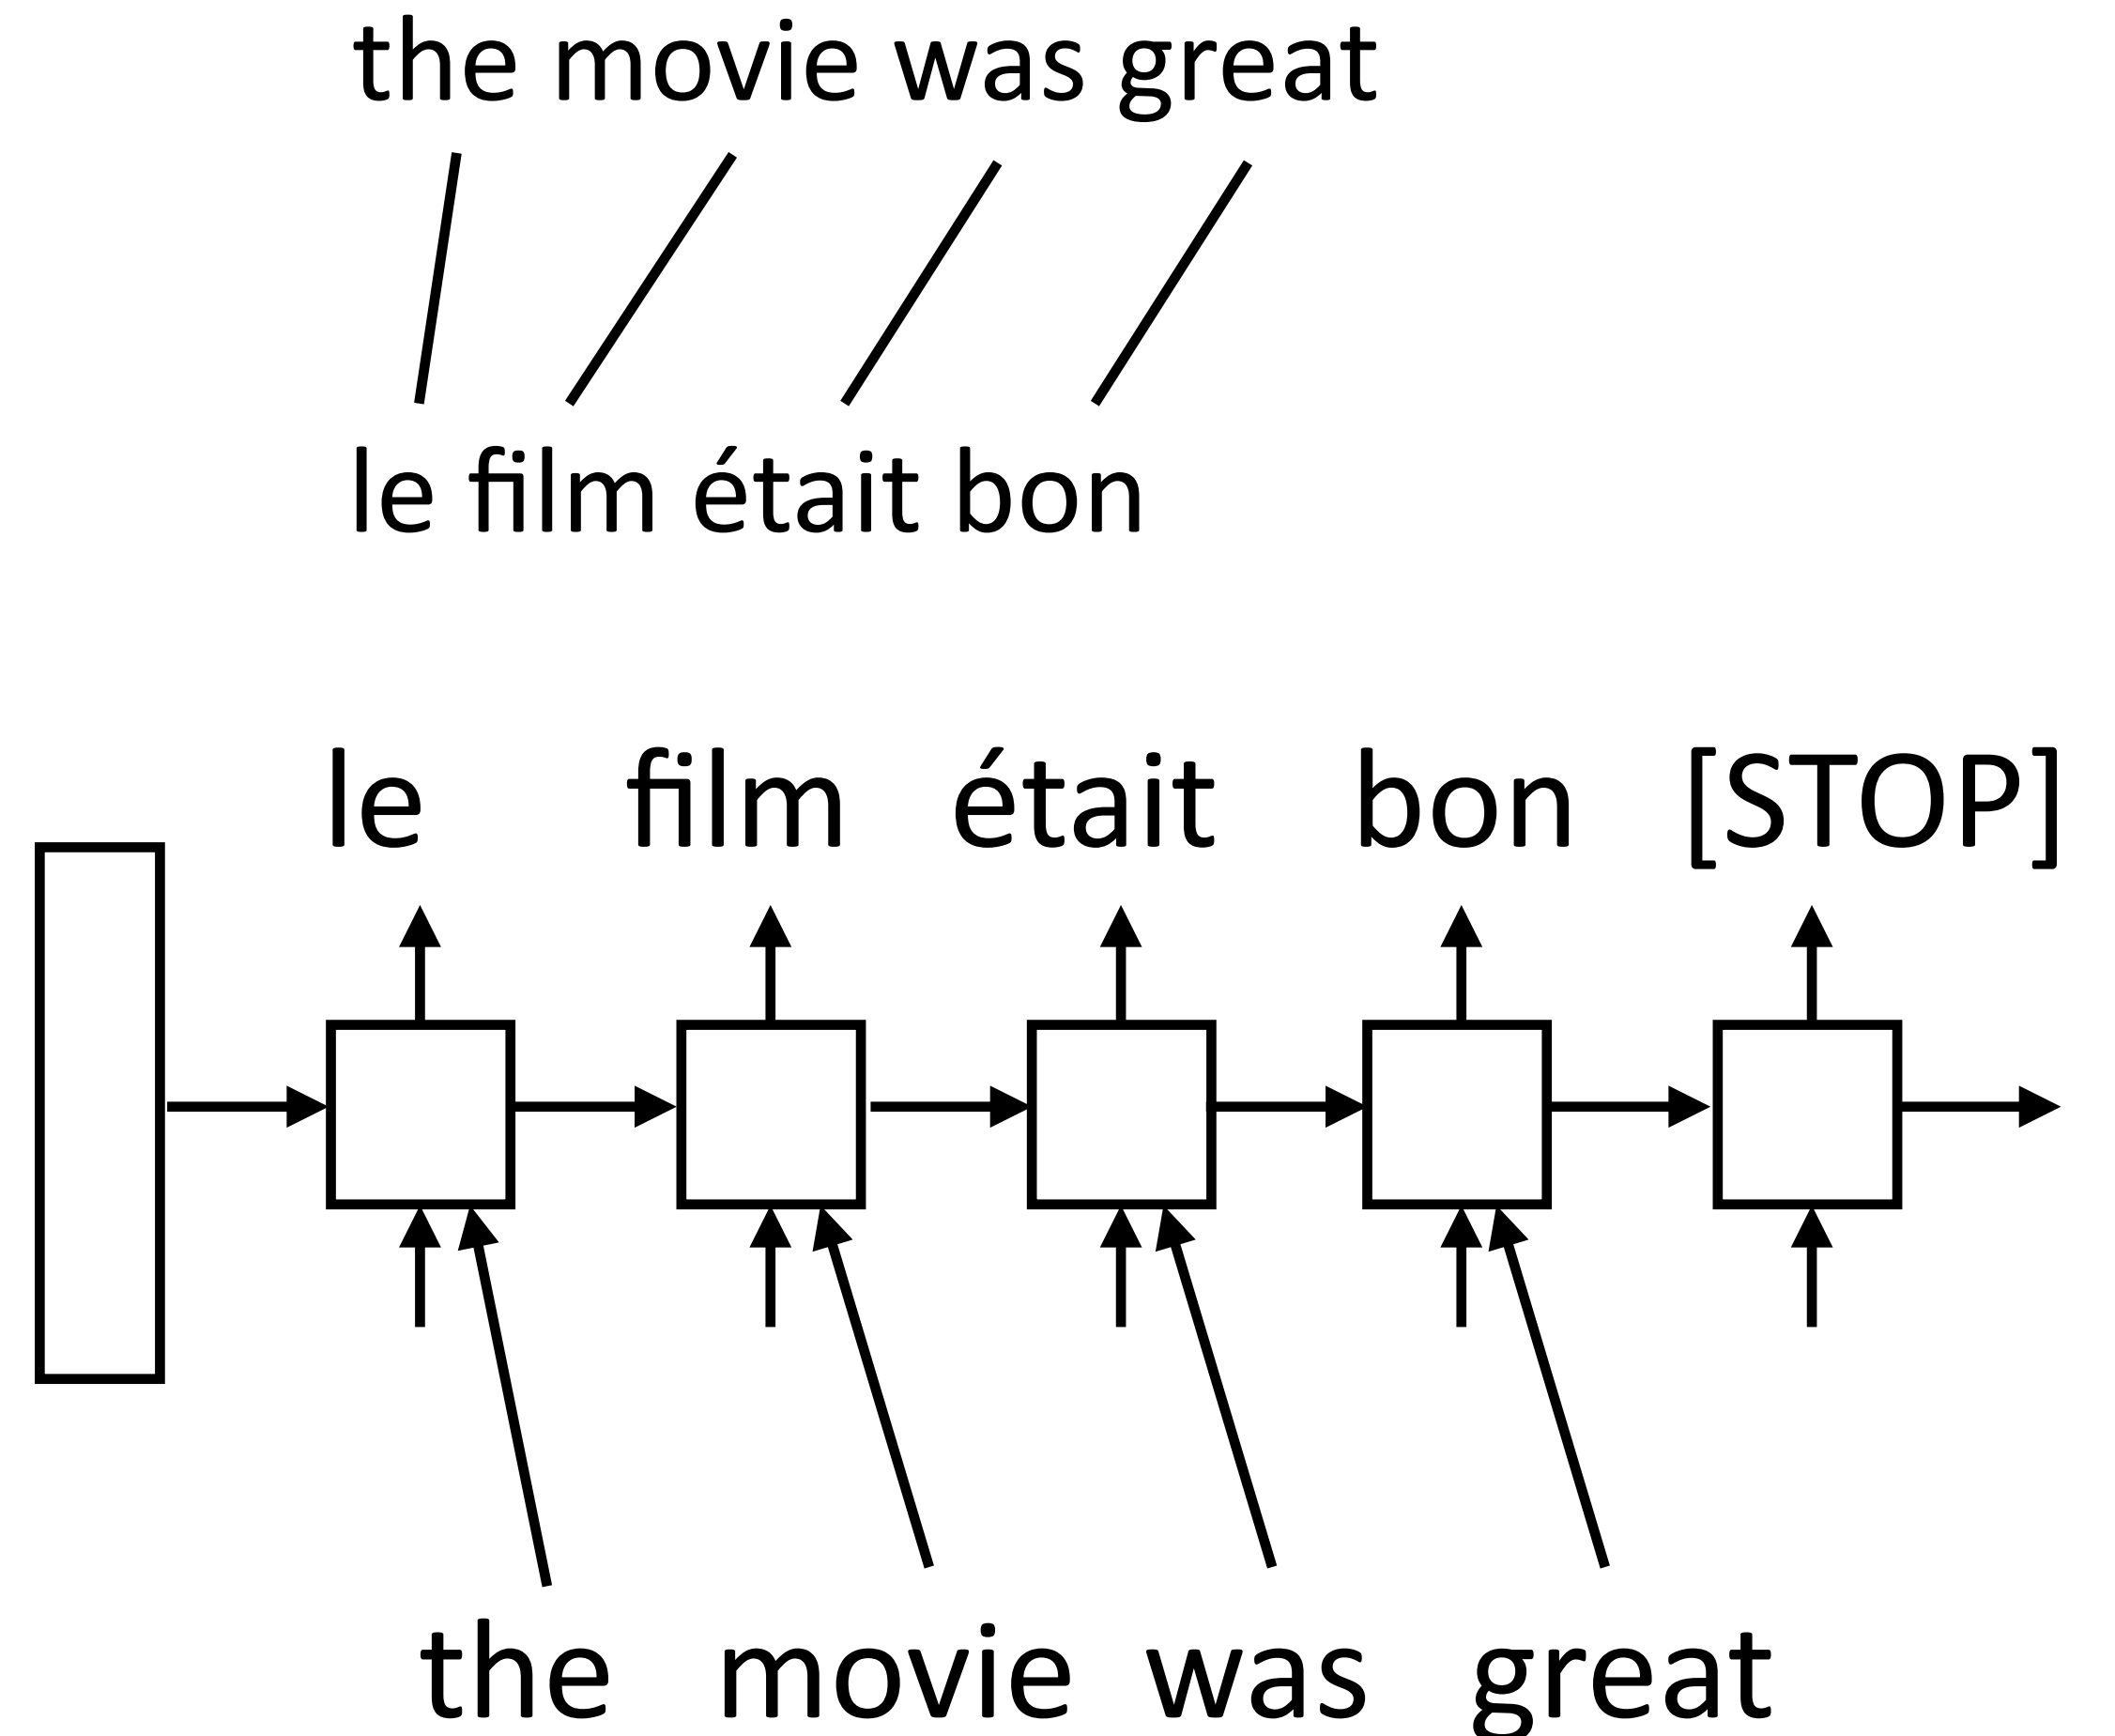 the movie was great
le film était bon
le film était bon [STOP]
the movie was great